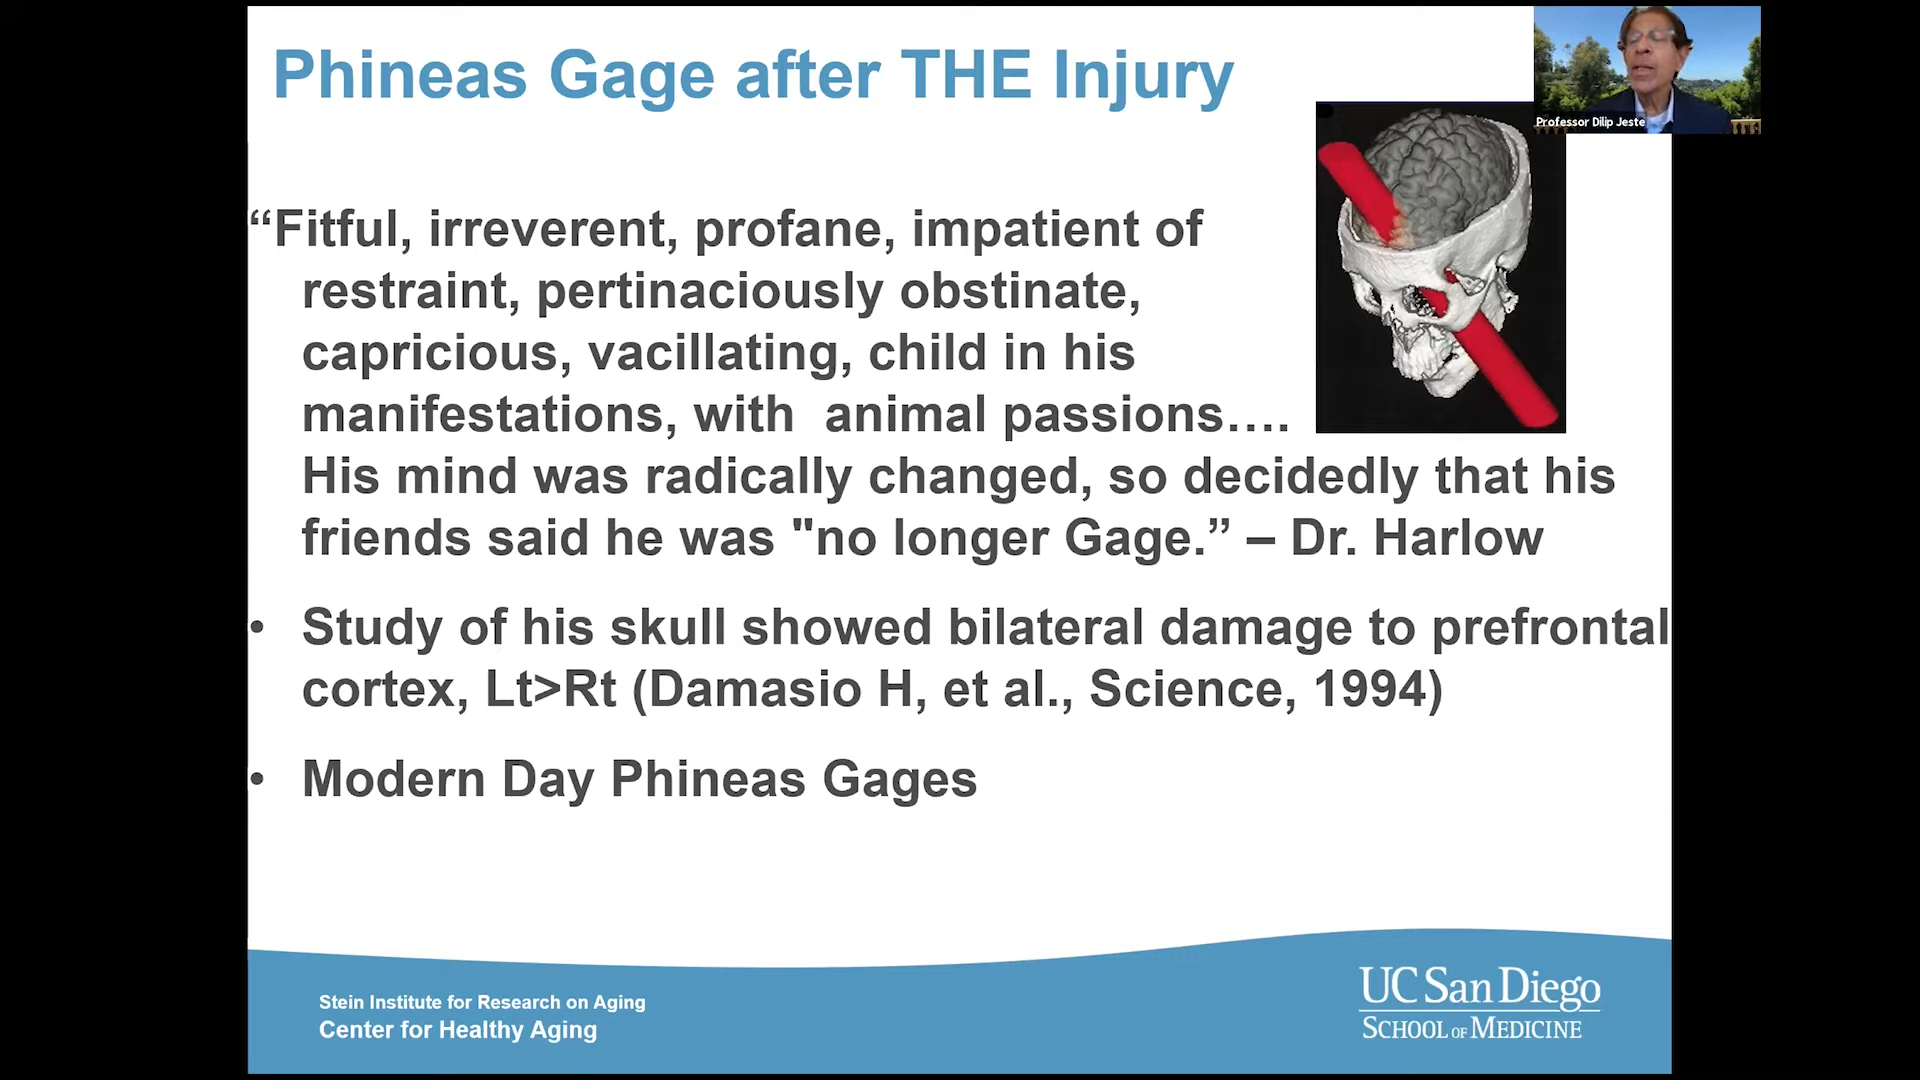 Phineas Gage after THE Injury
Professor Dilip Jeste
“Fitful, irreverent, profane, impatient of
restraint, pertinaciously obstinate,
capricious, vacillating, child in his
manifestations, with  animal passions….
His mind was radically changed, so decidedly that his
friends said he was "no longer Gage.” – Dr. Harlow
• Study of his skull showed bilateral damage to prefrontal
cortex, Lt>Rt (Damasio H, et al., Science, 1994)
• Modern Day Phineas Gages
Stein Institute for Research on Aging
Center for Healthy Aging
UC San Diego
SCHOOL OF MEDICINE